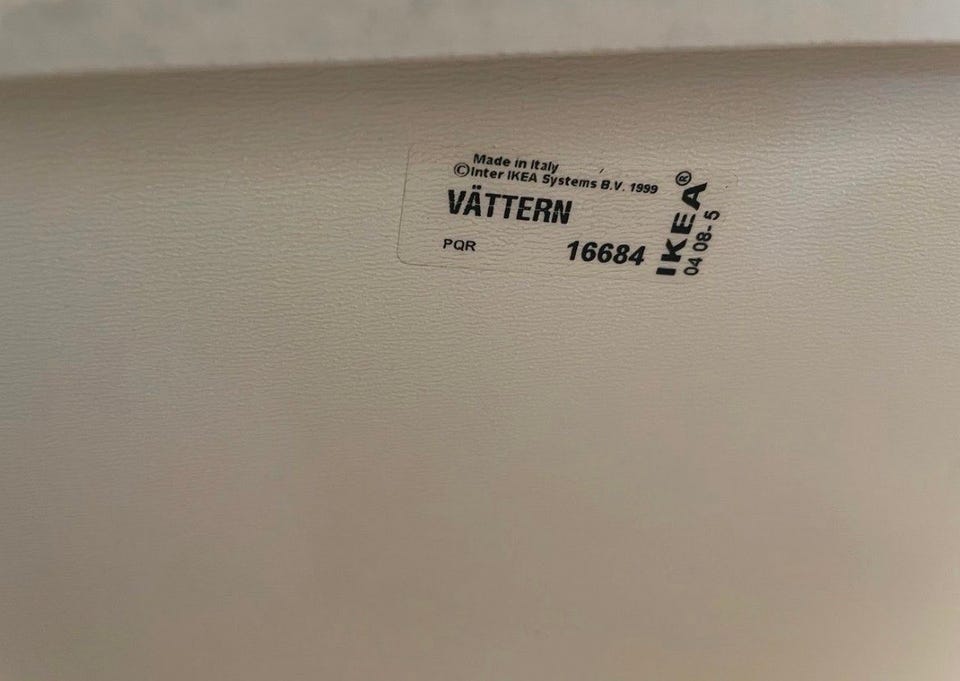 Made in Italy
©Inter IKEA Systems B.V. 1999
VÄTTERN
PQR 16684
IKEA®
04 08-5